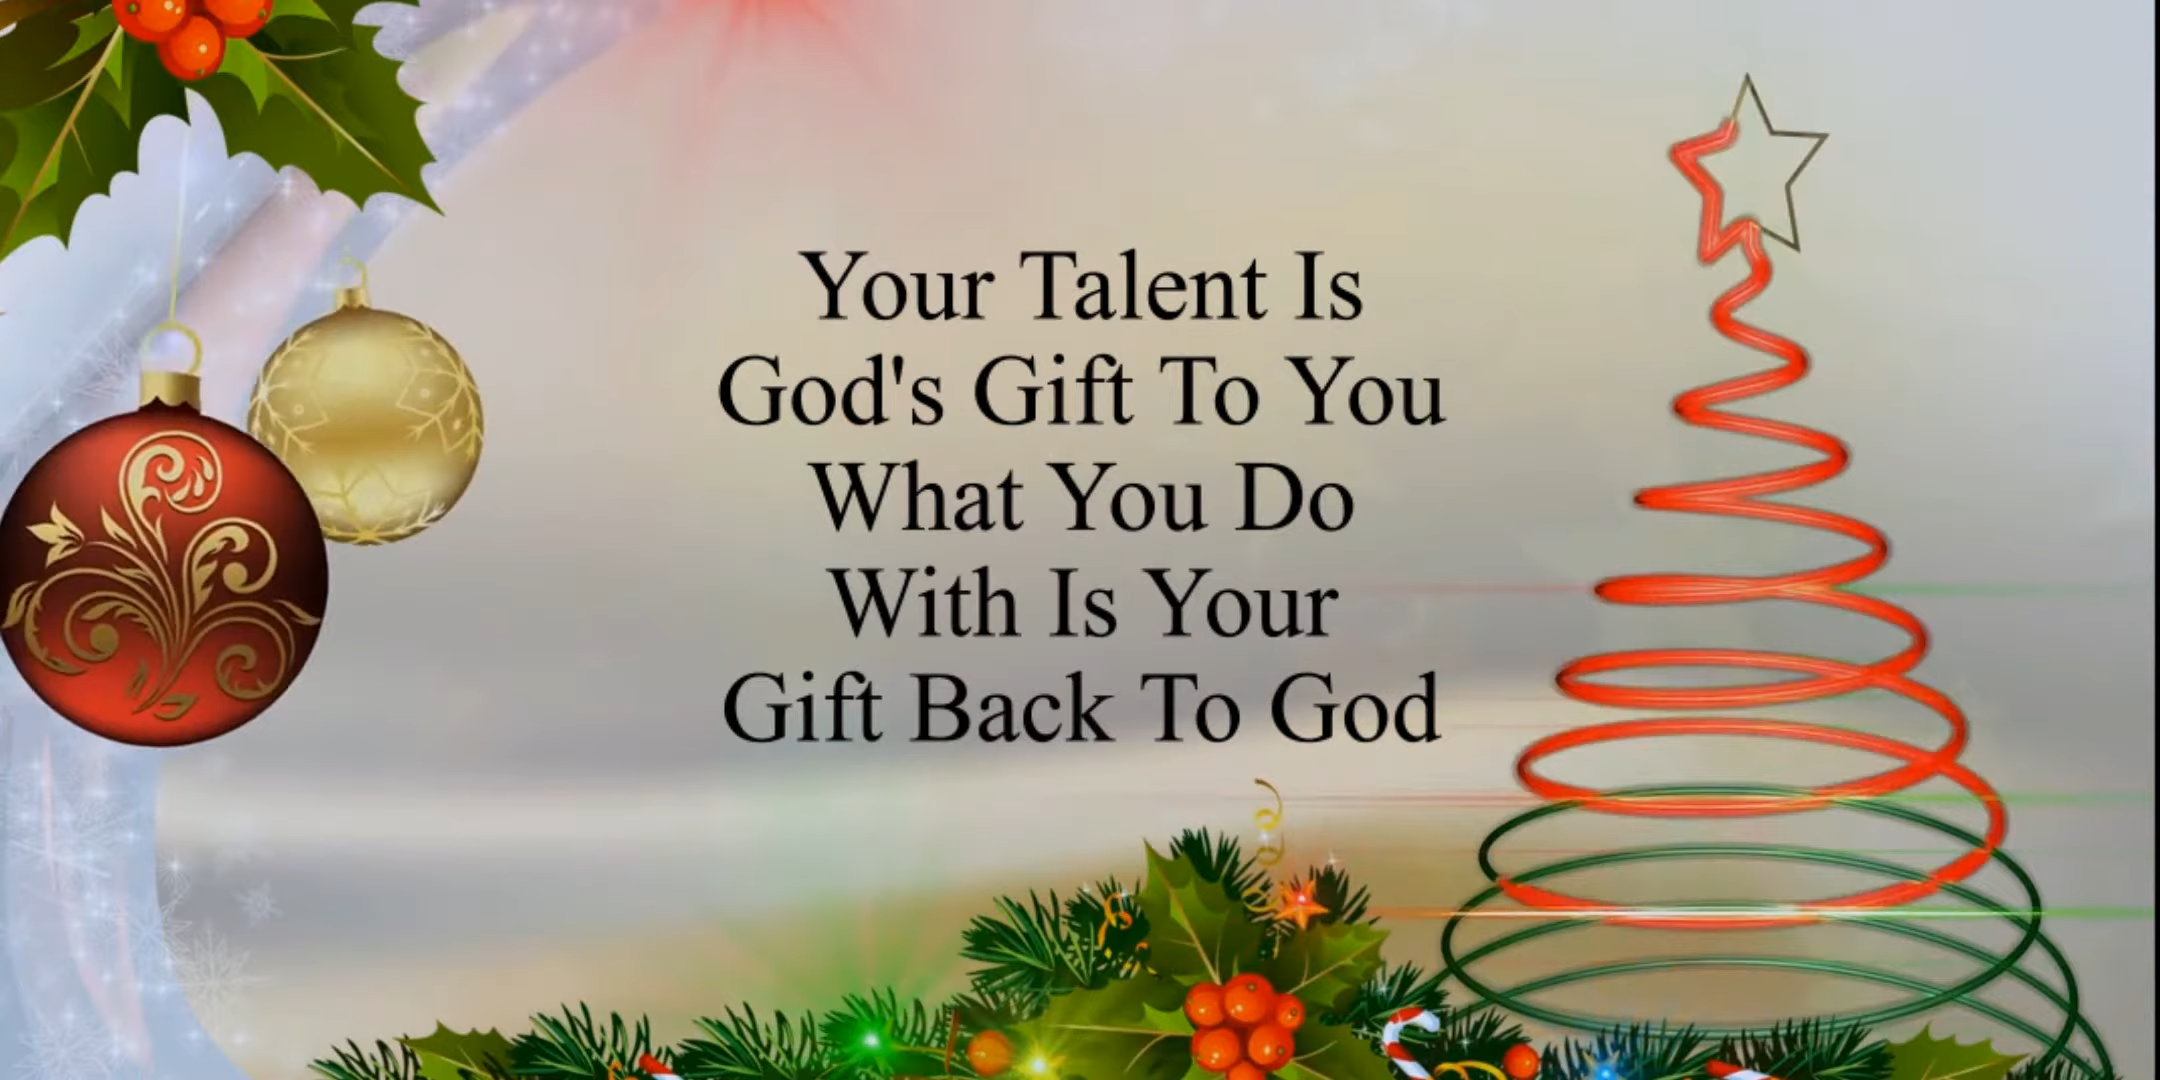 Your Talent Is
God's Gift To You
What You Do
With Is Your
Gift Back To God